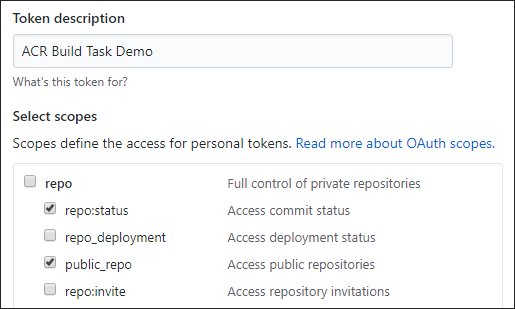 Token description
ACR Build Task Demo
What's this token for?
Select scopes
Scopes define the access for personal tokens. Read more about OAuth scopes.
repo Full control of private repositories
repo:status Access commit status
repo_deployment Access deployment status
public_repo Access public repositories
repo:invite Access repository invitations